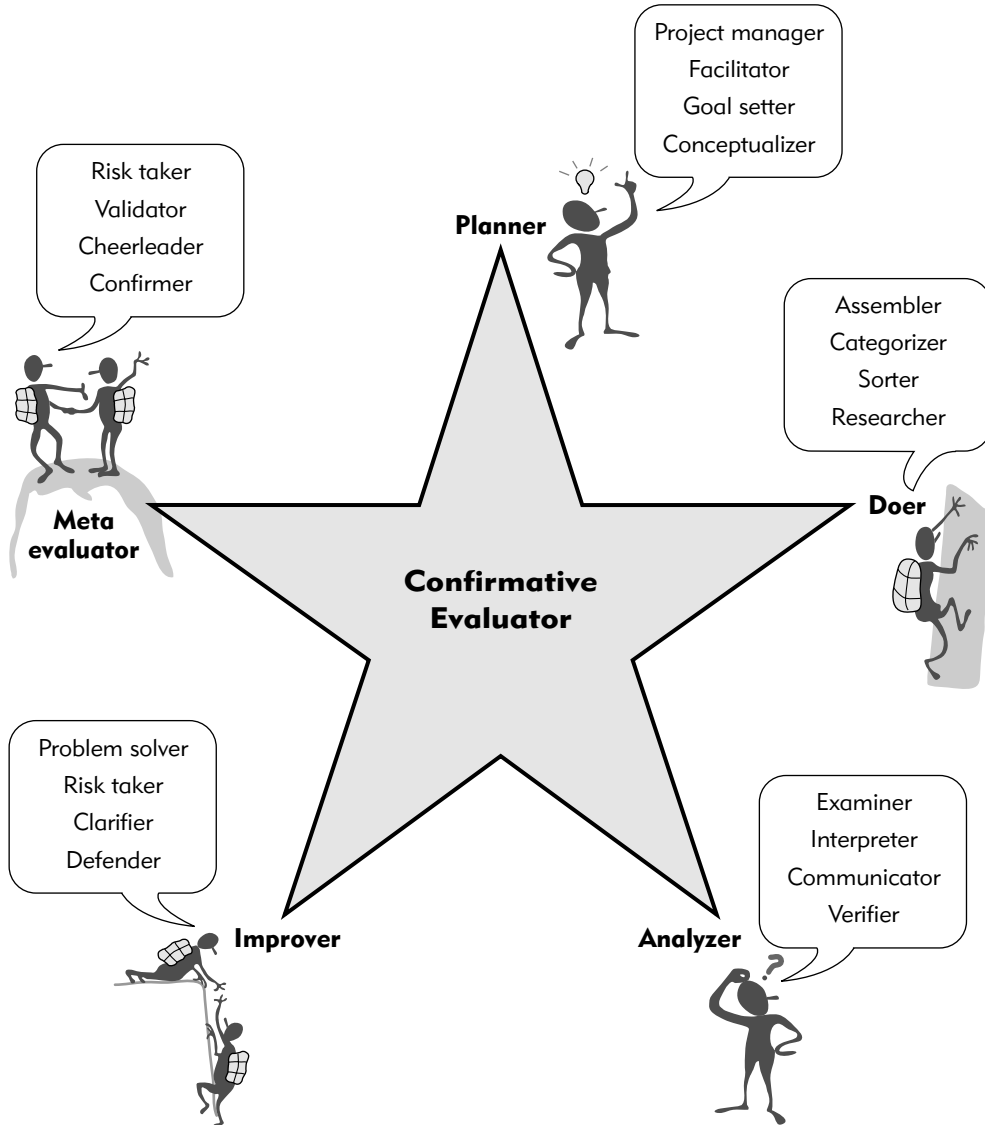 Project manager
Facilitator
Goal setter
Conceptualizer
Planner
Risk taker
Validator
Cheerleader
Confirmer
Meta
evaluator
Assembler
Categorizer
Sorter
Researcher
Doer
Confirmative
Evaluator
Problem solver
Risk taker
Clarifier
Defender
Improver
Examiner
Interpreter
Communicator
Verifier
Analyzer
?